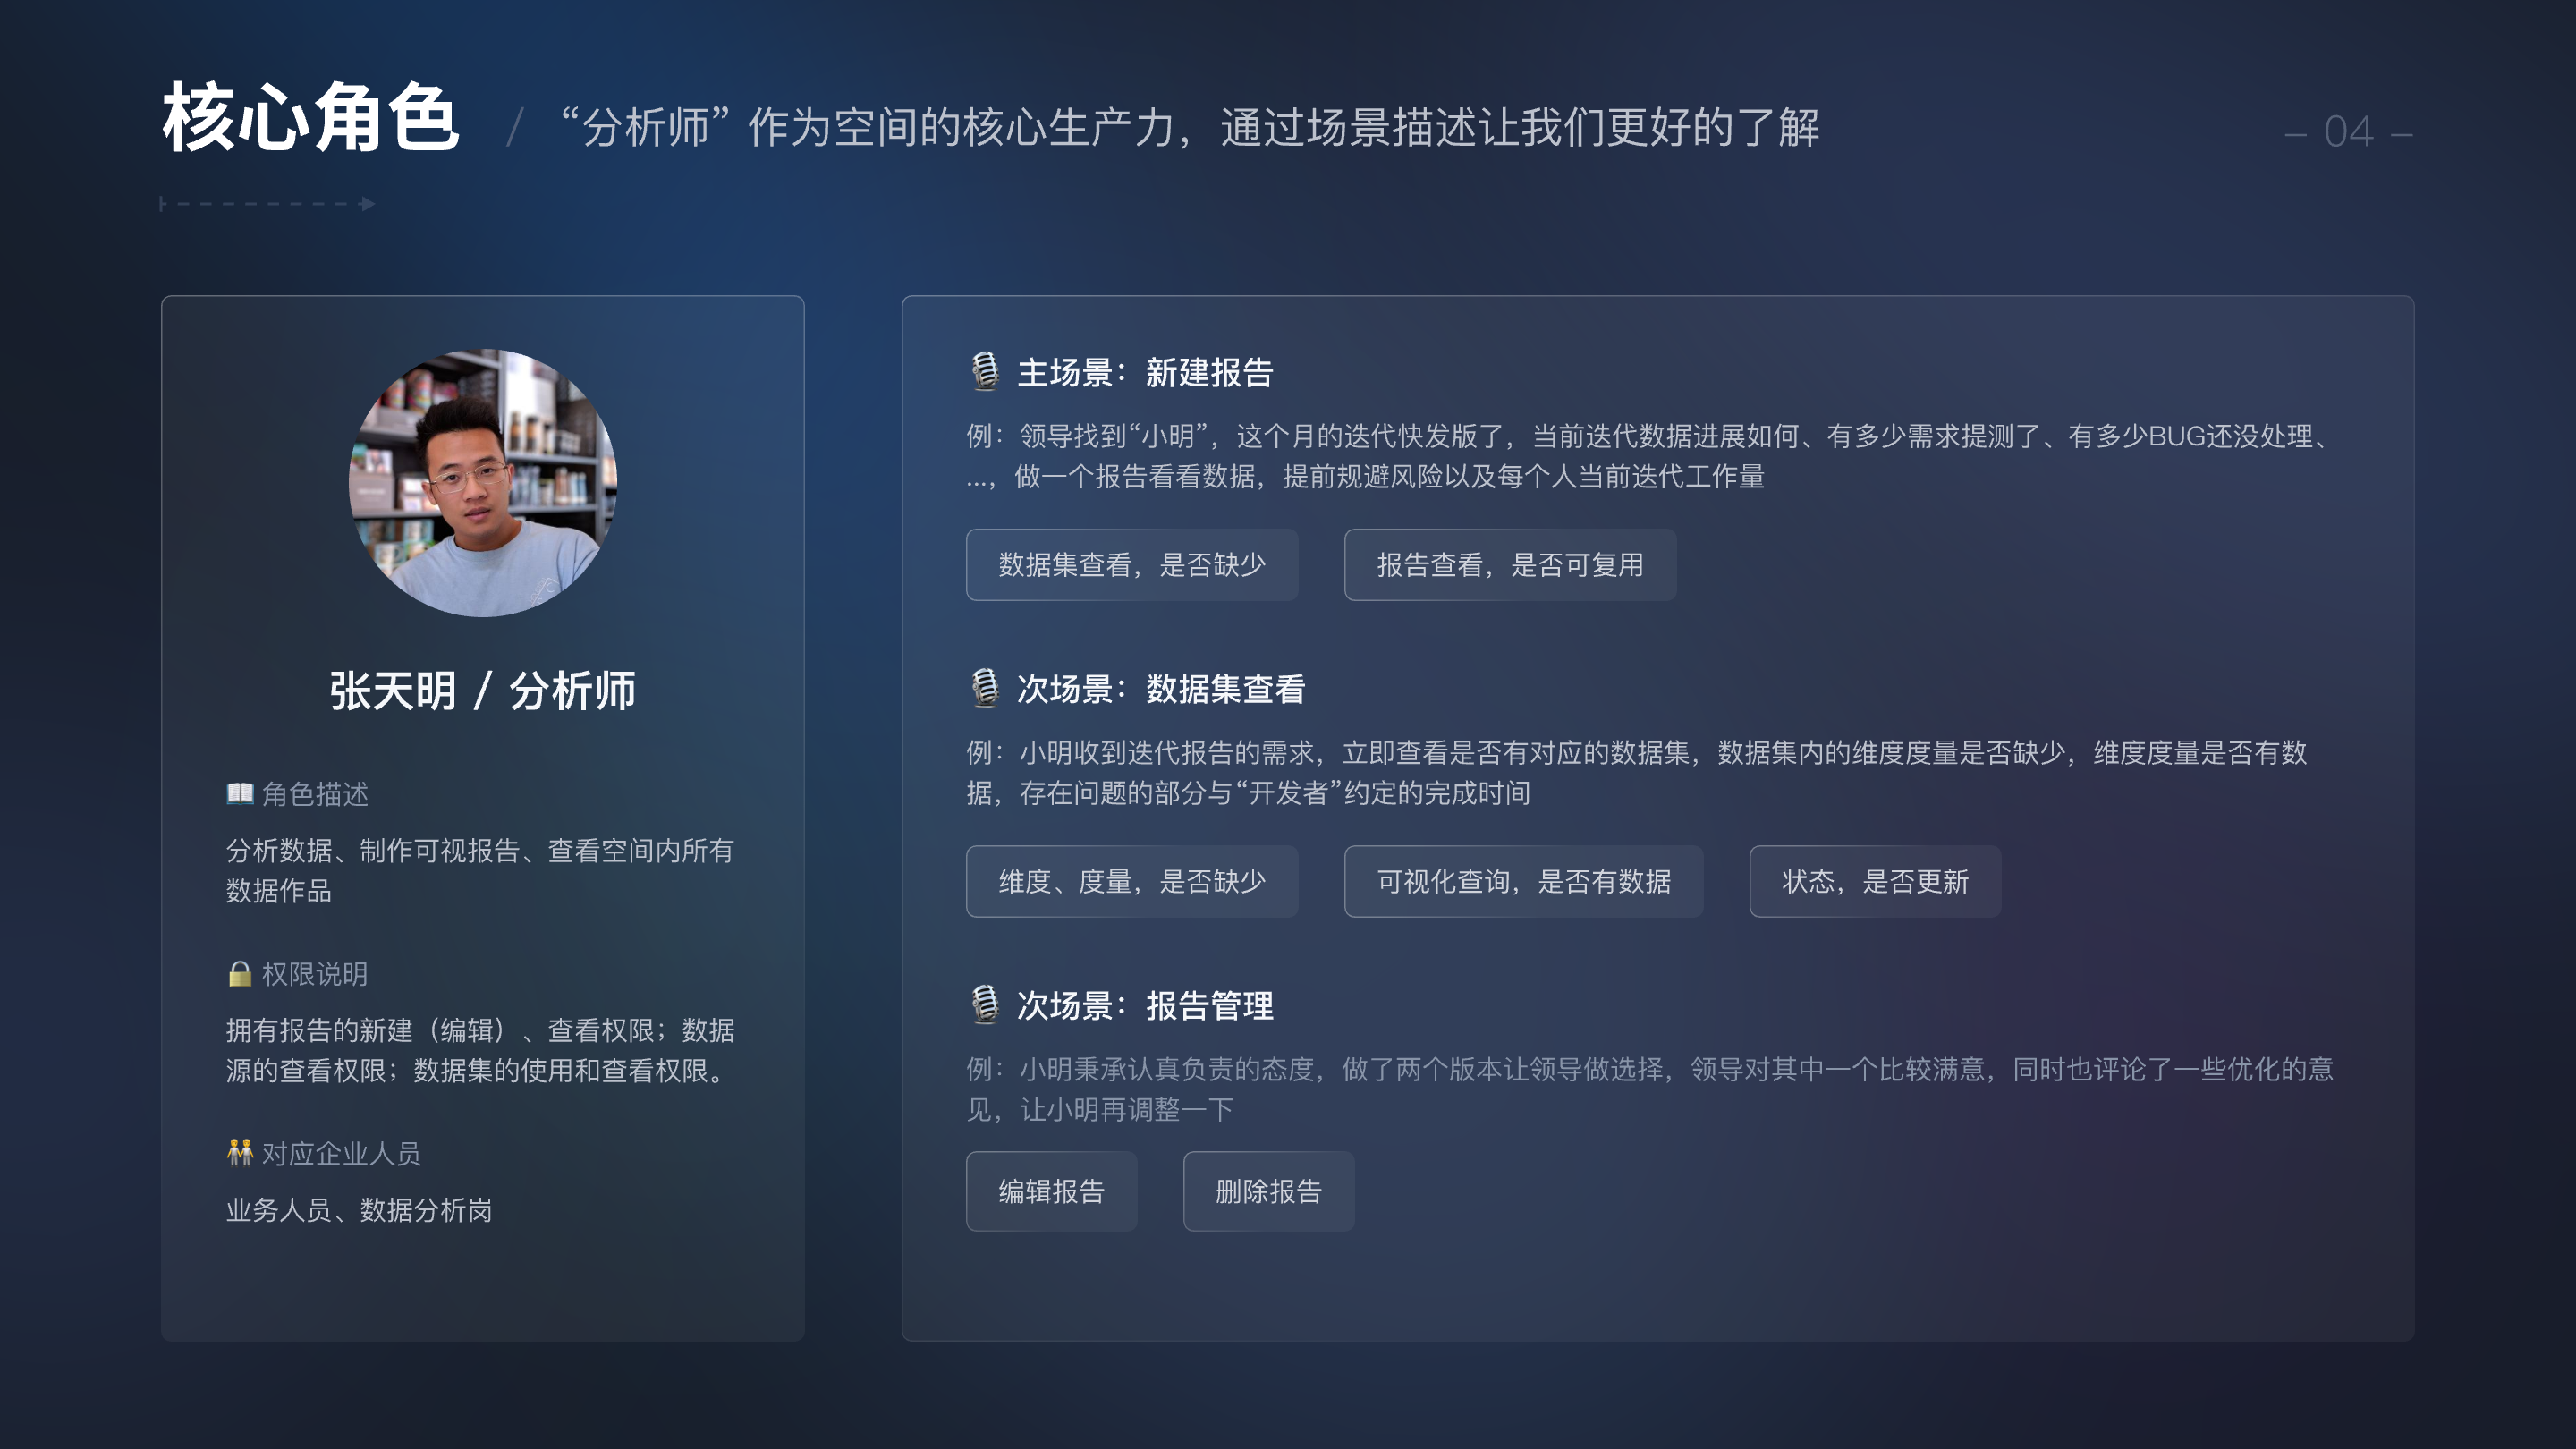 核心角色 / “分析师”作为空间的核心生产力，通过场景描述让我们更好的了解
– 04 –
张天明 / 分析师
角色描述
分析数据、制作可视报告、查看空间内所有
数据作品
权限说明
拥有报告的新建（编辑）、查看权限；数据
源的查看权限；数据集的使用和查看权限。
对应企业人员
业务人员、数据分析岗
主场景：新建报告
例：领导找到“小明”，这个月的迭代快发版了，当前迭代数据进展如何、有多少需求提测了、有多少BUG还没处理、
...，做一个报告看看数据，提前规避风险以及每个人当前迭代工作量
数据集查看，是否缺少
报告查看，是否可复用
次场景：数据集查看
例：小明收到迭代报告的需求，立即查看是否有对应的数据集，数据集内的维度度量是否缺少，维度度量是否有数
据，存在问题的部分与“开发者”约定的完成时间
维度、度量，是否缺少
可视化查询，是否有数据
状态，是否更新
次场景：报告管理
例：小明秉承认真负责的态度，做了两个版本让领导做选择，领导对其中一个比较满意，同时也评论了一些优化的意
见，让小明再调整一下
编辑报告
删除报告